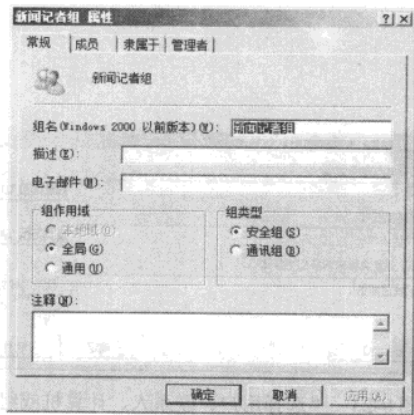 新闻记者组 属性
常规 成员 隶属于 管理者
新闻记者组
组名(Windows 2000 以前版本)(W): 新闻记者组
描述(E):
电子邮件(M):
组作用域 组类型
本地域(O) 安全组(S)
全局(G) 通讯组(D)
通用(U)
注释(N):
确定 取消 应用(A)